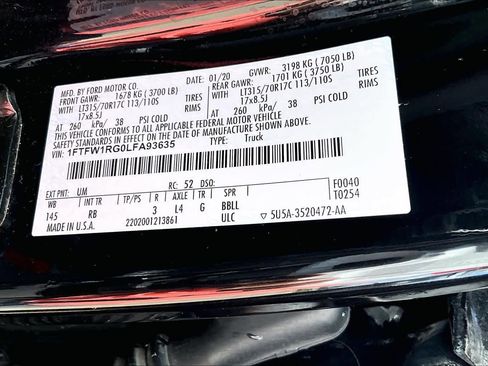 MFD. BY FORD MOTOR CO.
DATE: 01/20 GVWR: 3198 KG ( 7050 LB)
FRONT GAWR: 1678 KG ( 3700 LB) REAR GAWR: 1701 KG ( 3750 LB)
WITH LT315/70R17C 113/110S TIRES WITH LT315/70R17C 113/110S TIRES
17x8.5J RIMS 17x8.5J RIMS
AT 260 kPa/ 38 PSI COLD AT 260 kPa/ 38 PSI COLD
THIS VEHICLE CONFORMS TO ALL APPLICABLE FEDERAL MOTOR VEHICLE
SAFETY STANDARDS IN EFFECT ON THE DATE OF MANUFACTURE SHOWN ABOVE.
1FTFW1RG0LFA93635 TYPE: Truck
EXT PNT: UM RC: 52 DSO: F0040
WB INT TR TP/PS R AXLE TR SPR T0254
145 RB 3 L4 G BBLL
MADE IN U.S.A. 2202001213861 ULC 5U5A-3520472-AA